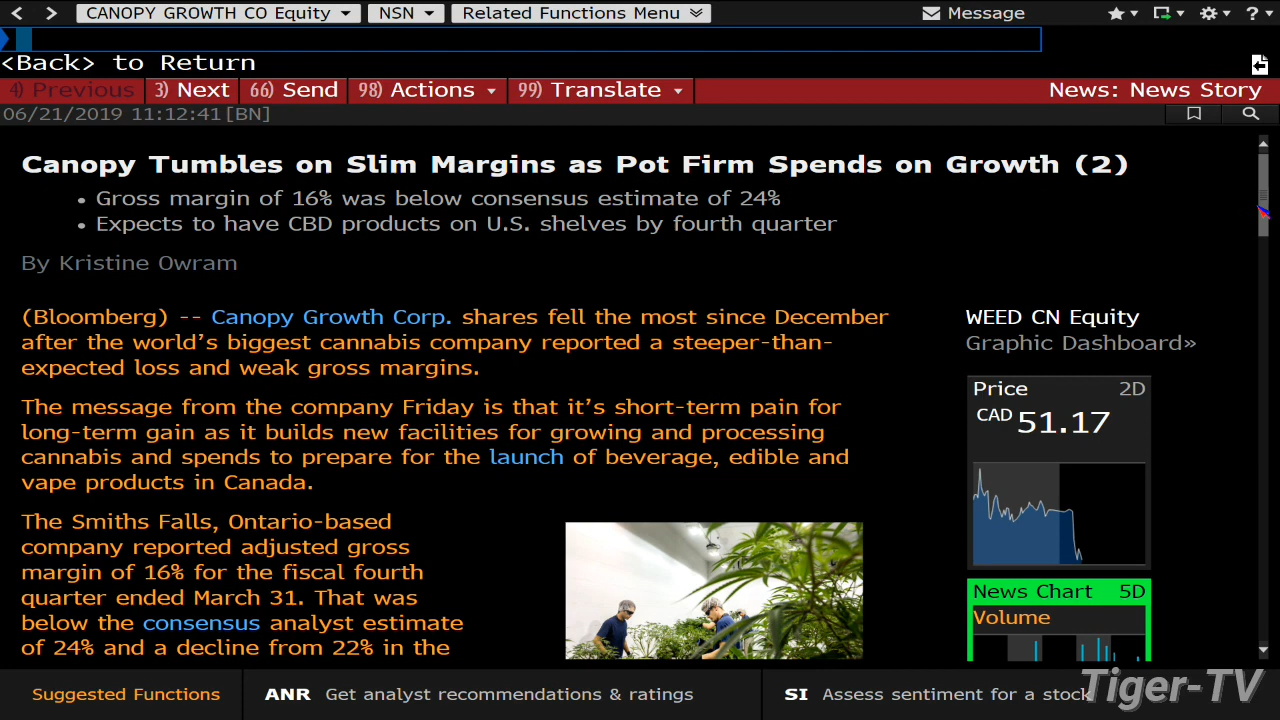 CANOPY GROWTH CO Equity NSN Related Functions Menu Message ?
<Back> to Return
4) Previous 3) Next 66) Send 98) Actions 99) Translate News: News Story
06/21/2019 11:12:41 [BN]
Canopy Tumbles on Slim Margins as Pot Firm Spends on Growth (2)
• Gross margin of 16% was below consensus estimate of 24%
• Expects to have CBD products on U.S. shelves by fourth quarter
By Kristine Owram
(Bloomberg) -- Canopy Growth Corp. shares fell the most since December
after the world's biggest cannabis company reported a steeper-than-
expected loss and weak gross margins.
The message from the company Friday is that it's short-term pain for
long-term gain as it builds new facilities for growing and processing
cannabis and spends to prepare for the launch of beverage, edible and
vape products in Canada.
The Smiths Falls, Ontario-based
company reported adjusted gross
margin of 16% for the fiscal fourth
quarter ended March 31. That was
below the consensus analyst estimate
of 24% and a decline from 22% in the
WEED CN Equity
Graphic Dashboard»
Price 2D
CAD 51.17
News Chart 5D
Volume
Suggested Functions ANR Get analyst recommendations & ratings SI Assess sentiment for a stock
Tiger-TV